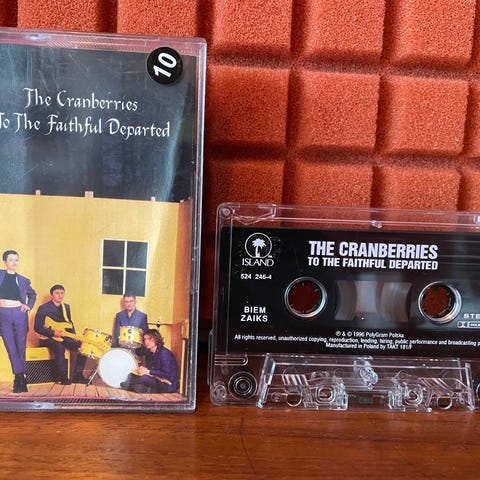 10
The Cranberries
To The Faithful Departed
ISLAND
THE CRANBERRIES
TO THE FAITHFUL DEPARTED
524 246-4
BIEM
ZAIKS
STE
℗ & © 1996 PolyGram Polska
All rights reserved, unauthorized copying, reproduction, lending, hiring, public performance and broadcasting p
Manufactured in Poland by TAKT